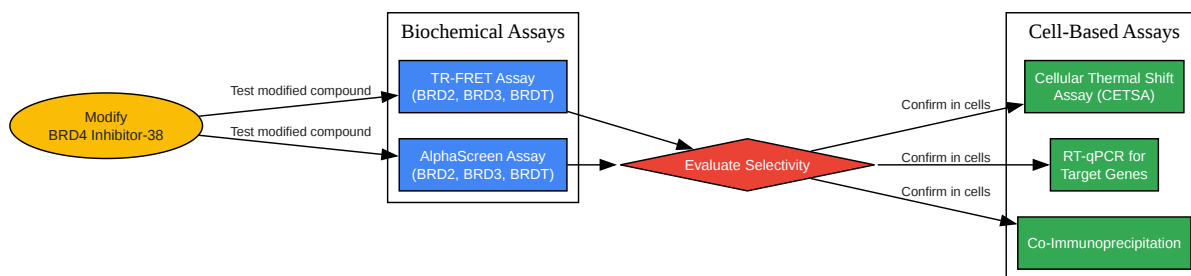 Biochemical Assays
Cell-Based Assays
Modify
BRD4 Inhibitor-38
Test modified compound
Test modified compound
TR-FRET Assay
(BRD2, BRD3, BRDT)
AlphaScreen Assay
(BRD2, BRD3, BRDT)
Evaluate Selectivity
Confirm in cells
Confirm in cells
Confirm in cells
Cellular Thermal Shift
Assay (CETSA)
RT-qPCR for
Target Genes
Co-Immunoprecipitation